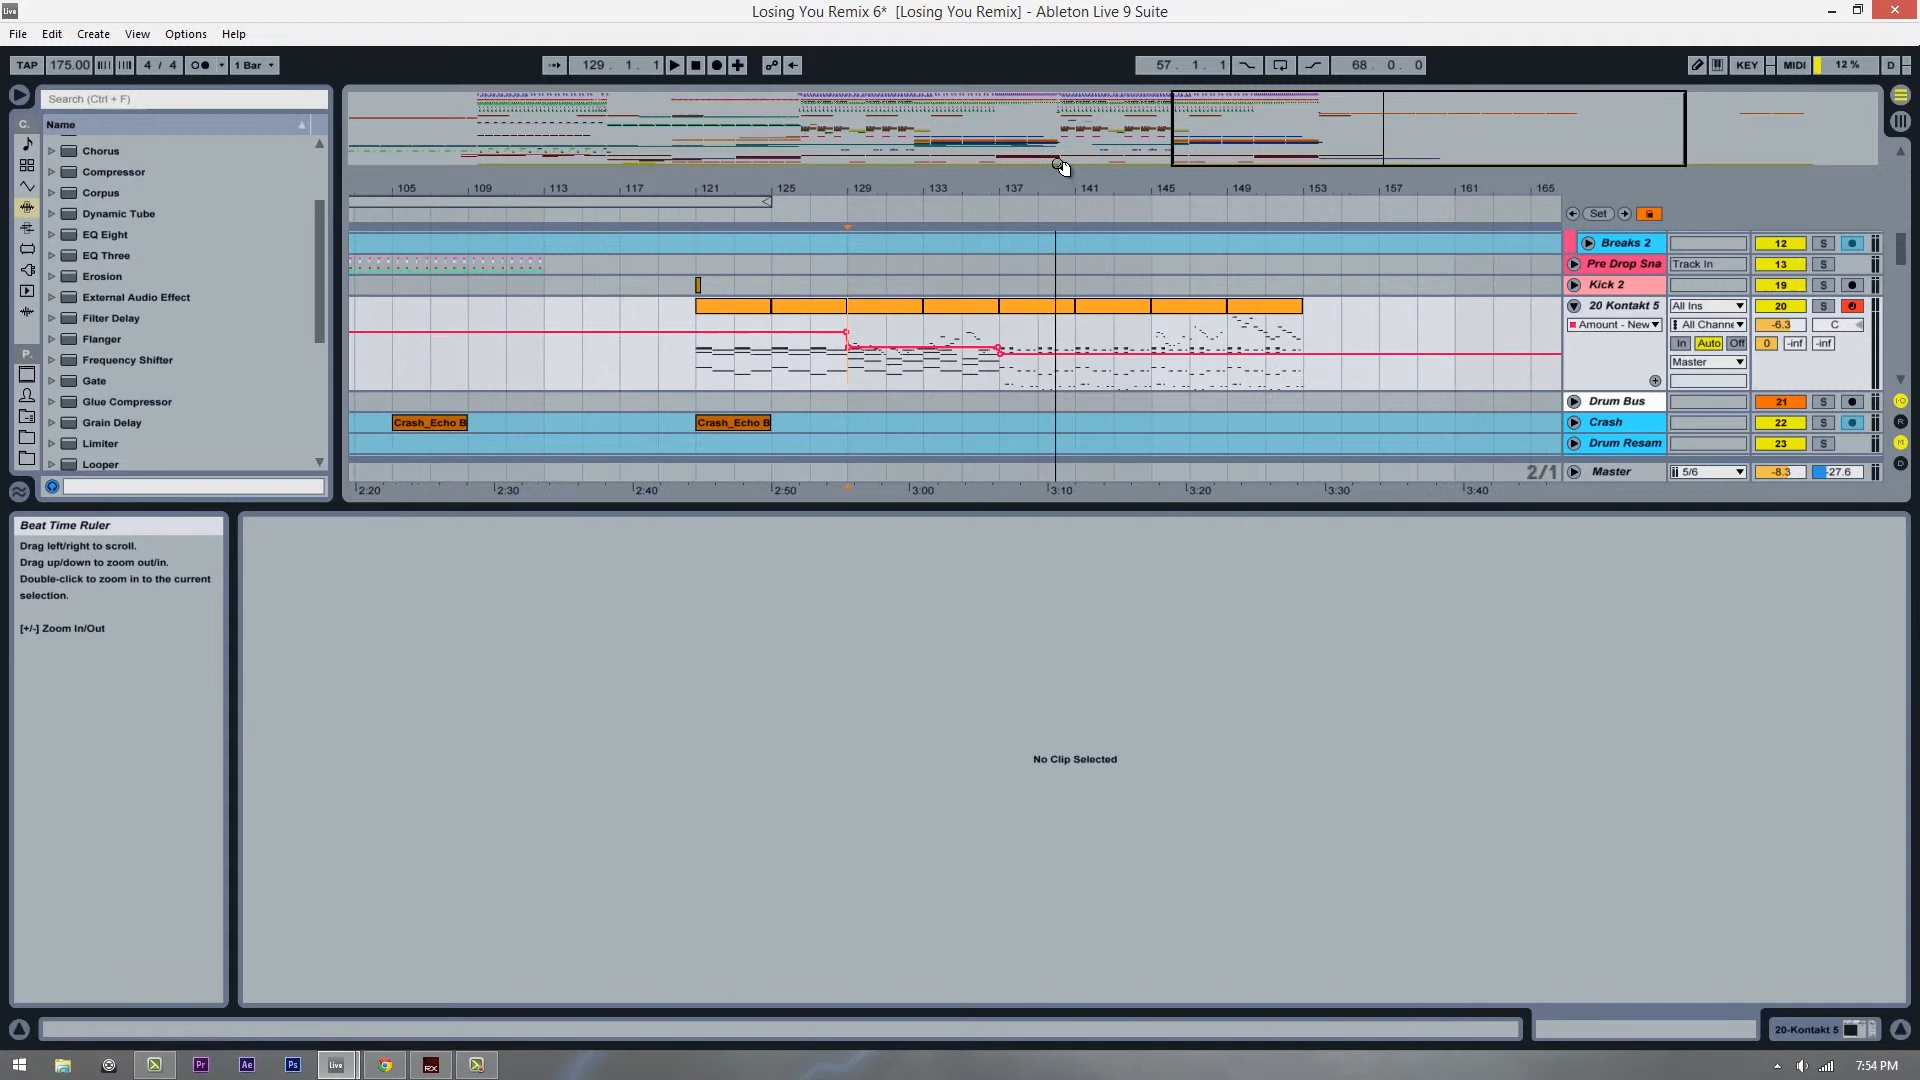 Live
Losing You Remix 6* [Losing You Remix] - Ableton Live 9 Suite
File Edit Create View Options Help
TAP 175.00 4 / 4 1 Bar 129 . 1 . 1 57 . 1 . 1 68 . 0 . 0 KEY MIDI 12 % D
Search (Ctrl + F)
C. Name
Chorus
Compressor
Corpus
Dynamic Tube
EQ Eight
EQ Three
Erosion
External Audio Effect
Filter Delay
Flanger
P.
Frequency Shifter
Gate
Glue Compressor
Grain Delay
Limiter
Looper
105 109 113 117 121 125 129 133 137 141 145 149 153 157 161 165
Set
Breaks 2 12 S
Pre Drop Sna Track In 13 S
Kick 2 19 S
20 Kontakt 5 All Ins 20 S
Amount - New All Channe -6.3 C
In Auto Off 0 -inf -inf
Master
Drum Bus 21 S
Crash_Echo B Crash_Echo B Crash 22 S
Drum Resam 23 S
2/1 Master 5/6 -8.3 -27.6
2:20 2:30 2:40 2:50 3:00 3:10 3:20 3:30 3:40
I-O
R
M
D
Beat Time Ruler
Drag left/right to scroll.
Drag up/down to zoom out/in.
Double-click to zoom in to the current
selection.
[+/-] Zoom In/Out
No Clip Selected
20-Kontakt 5
Pr Ae Ps Live RX 7:54 PM